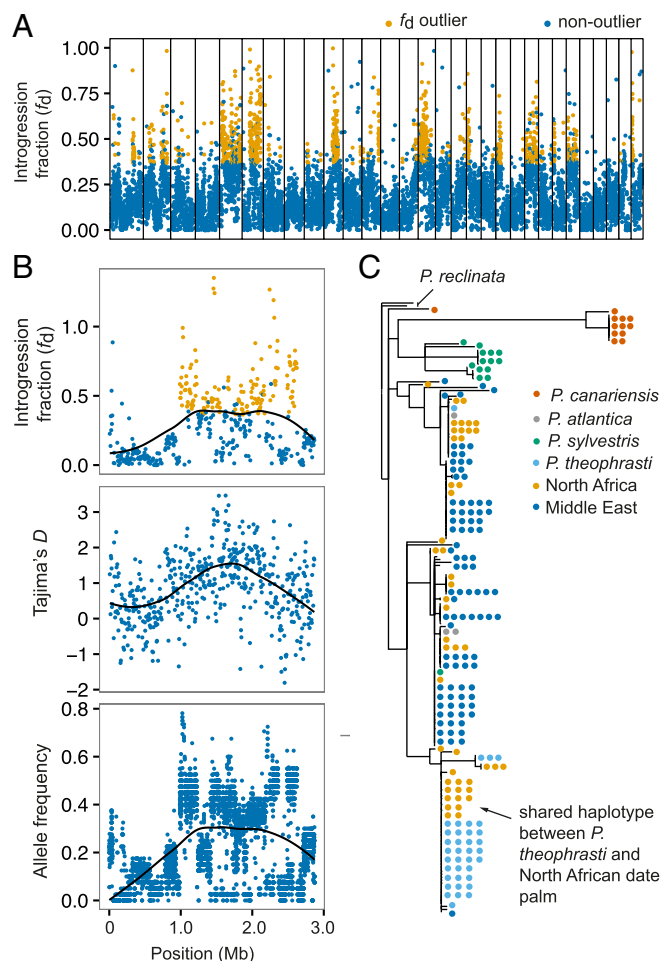 A
fd outlier
non-outlier
Introgression
fraction (fd)
1.00
0.75
0.50
0.25
0.00
B
Introgression
fraction (fd)
1.0
0.5
0.0
Tajima's D
3
2
1
0
−1
−2
Allele frequency
0.8
0.6
0.4
0.2
0.0
0
1.0
2.0
3.0
Position (Mb)
C
P. reclinata
P. canariensis
P. atlantica
P. sylvestris
P. theophrasti
North Africa
Middle East
shared haplotype
between P.
theophrasti and
North African date
palm